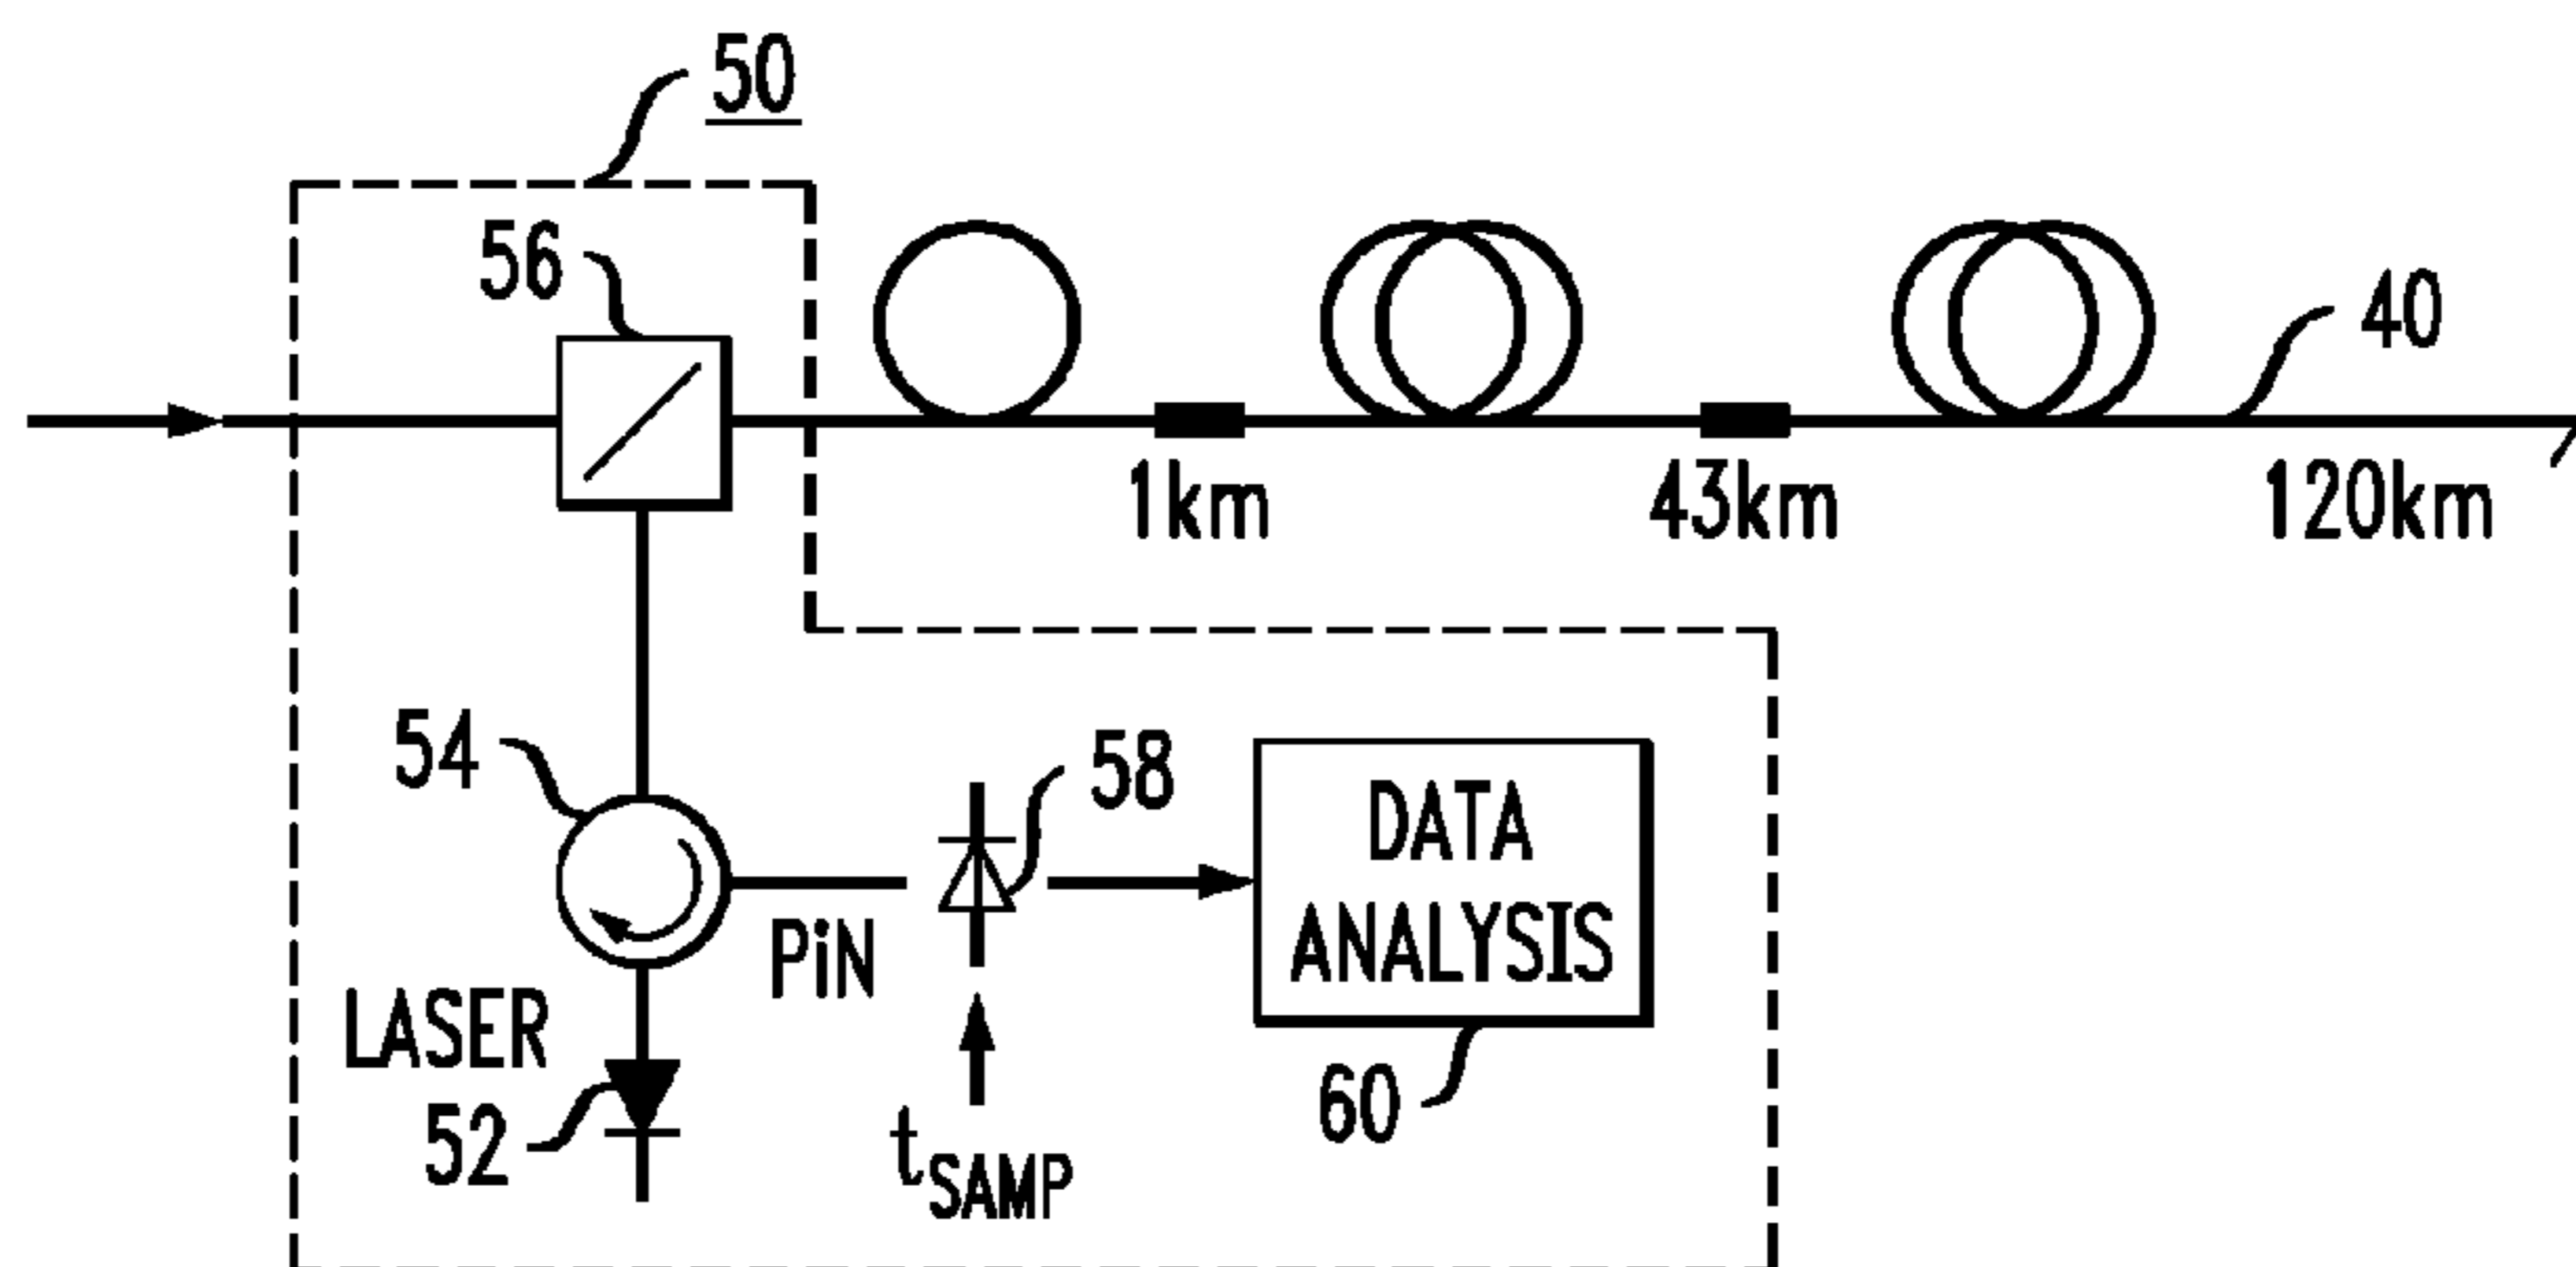 50
56
40
1km
43km
120km
54
58
DATA
ANALYSIS
PiN
LASER
52
tSAMP
60